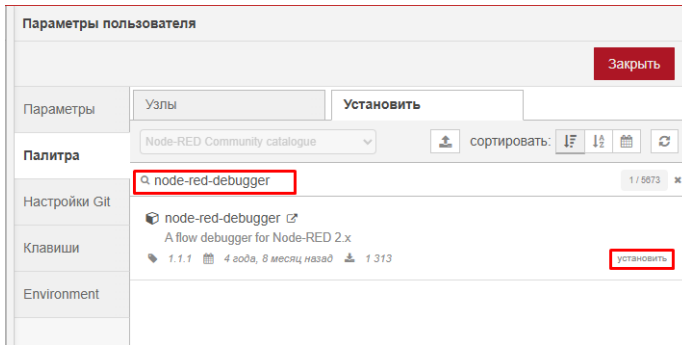 Параметры пользователя
Закрыть
Параметры
Палитра
Настройки Git
Клавиши
Environment
Узлы
Установить
Node-RED Community catalogue
сортировать:
node-red-debugger
1 / 5673
node-red-debugger
A flow debugger for Node-RED 2.x
1.1.1 4 года, 8 месяц назад 1 313
установить